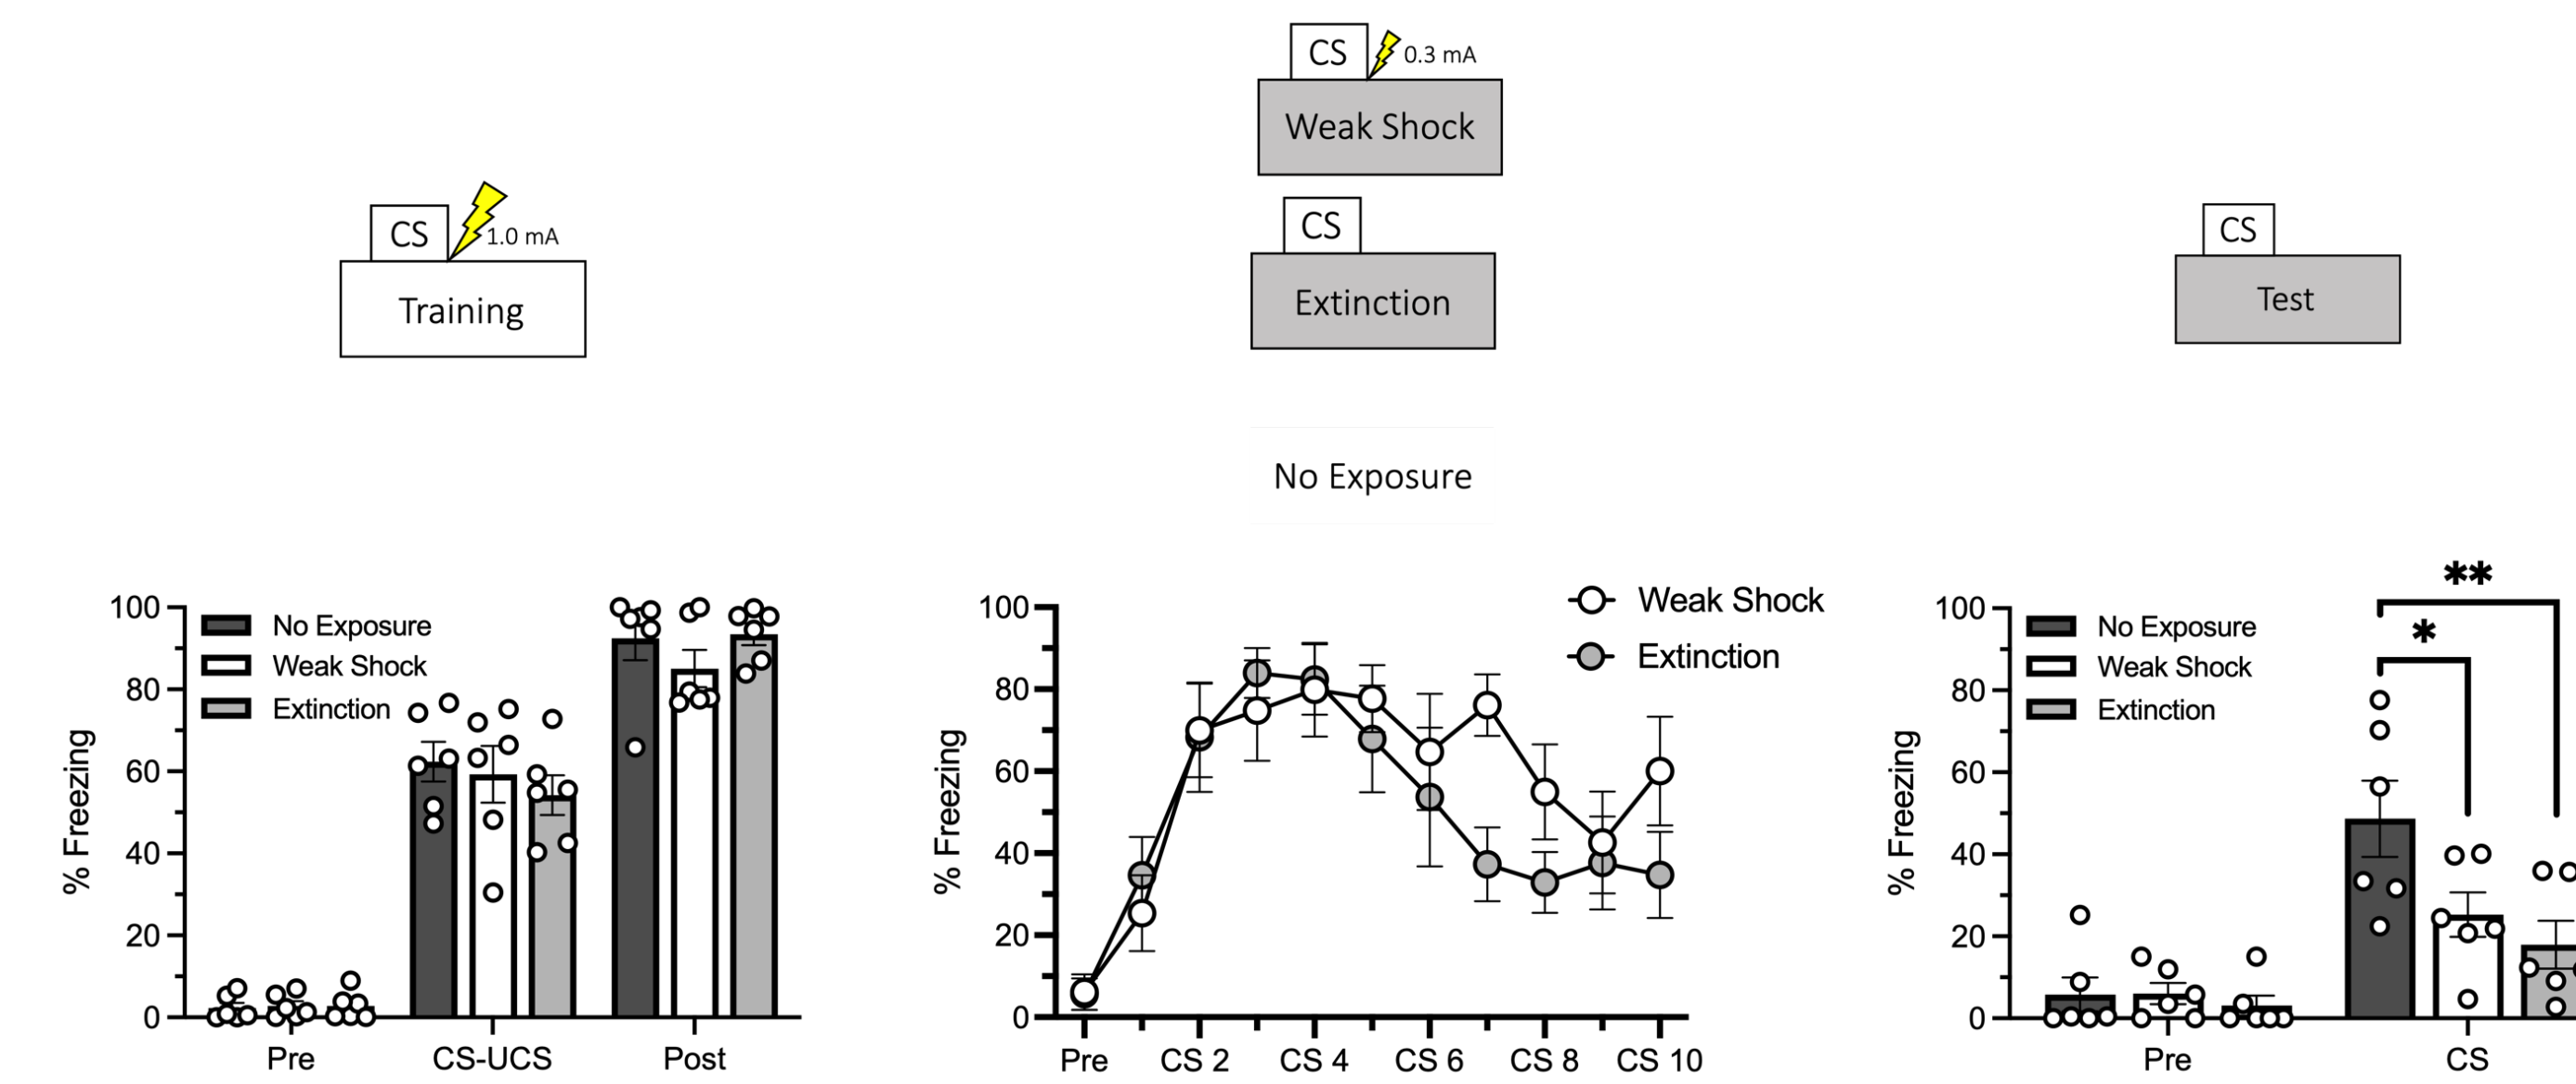 CS
0.3 mA
Weak Shock
CS
1.0 mA
Training
CS
Extinction
CS
Test
No Exposure
% Freezing
100
80
60
40
20
0
No Exposure
Weak Shock
Extinction
Pre
CS-UCS
Post
% Freezing
100
80
60
40
20
0
Weak Shock
Extinction
Pre
CS 2
CS 4
CS 6
CS 8
CS 10
% Freezing
100
80
60
40
20
0
No Exposure
Weak Shock
Extinction
**
*
Pre
CS